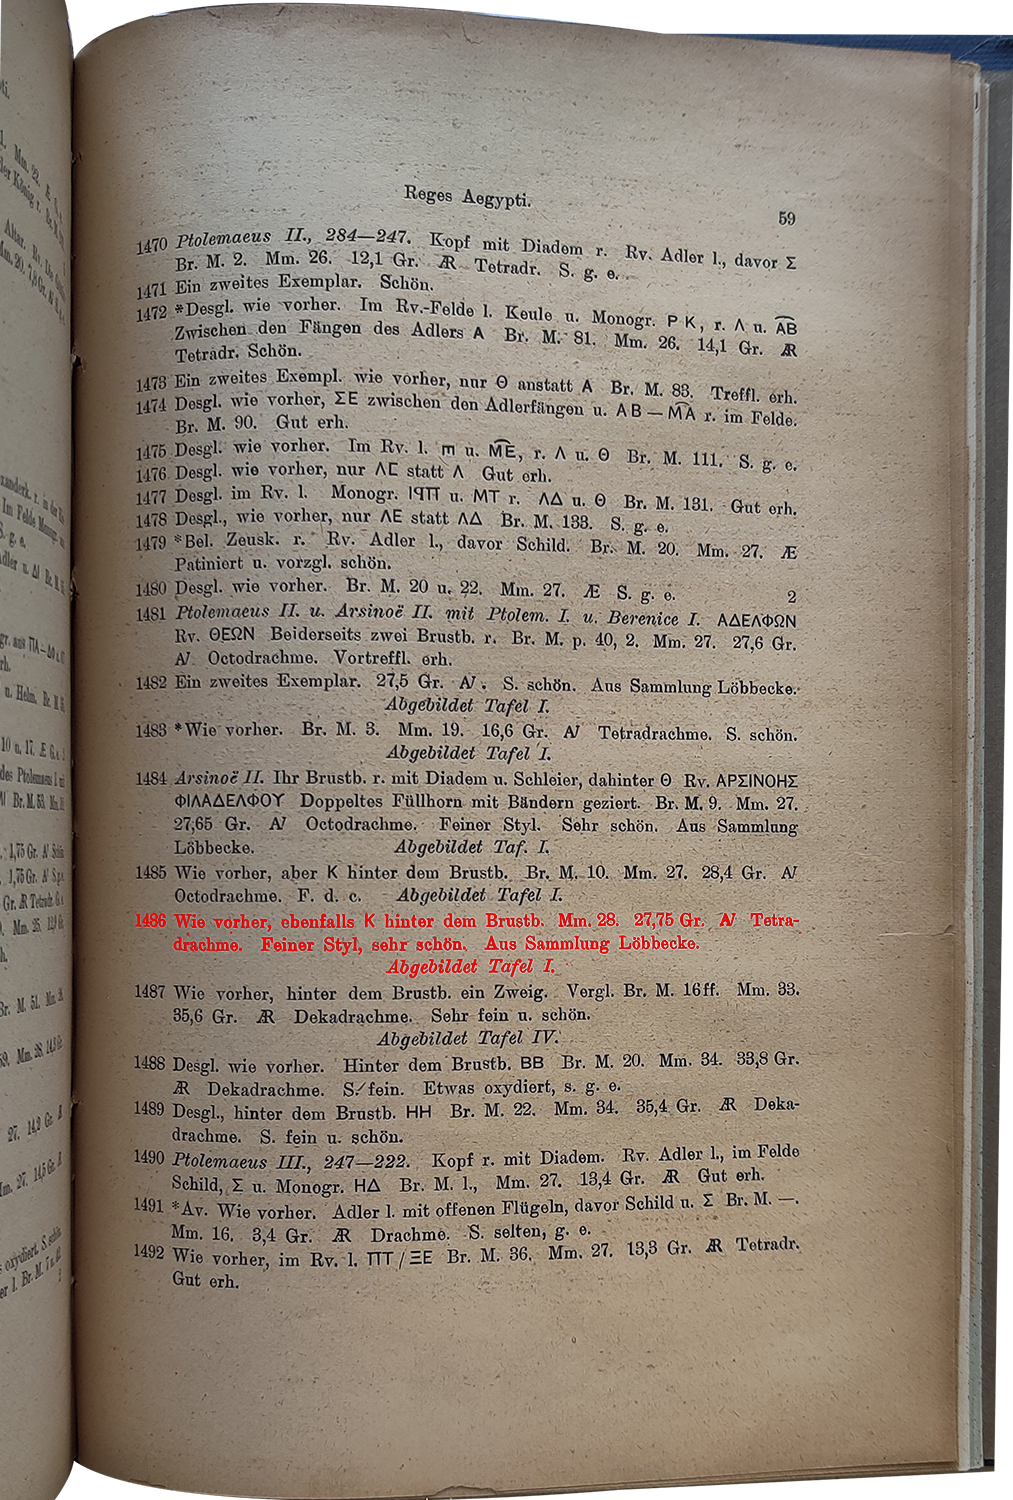 Reges Aegypti.
59
1470 Ptolemaeus II., 284—247. Kopf mit Diadem r. Rv. Adler l., davor Σ
Br. M. 2. Mm. 26. 12,1 Gr. ÆR Tetradr. S. g. e.
1471 Ein zweites Exemplar. Schön.
1472 *Desgl. wie vorher. Im Rv.-Felde l. Keule u. Monogr. P K, r. Λ u. AB
Zwischen den Fängen des Adlers A Br. M. 81. Mm. 26. 14,1 Gr. ÆR
Tetradr. Schön.
1473 Ein zweites Exempl. wie vorher, nur Θ anstatt A Br. M. 83. Treffl. erh.
1474 Desgl. wie vorher, ΣE zwischen den Adlerfängen u. AB — MA r. im Felde.
Br. M. 90. Gut erh.
1475 Desgl. wie vorher. Im Rv. l. u. ME, r. Λ u. Θ Br. M. 111. S. g. e.
1476 Desgl. wie vorher, nur ΛC statt Λ Gut erh.
1477 Desgl. im Rv. l. Monogr. u. MT r. ΛΔ u. Θ Br. M. 131. Gut erh.
1478 Desgl., wie vorher, nur ΛE statt ΛΔ Br. M. 133. S. g. e.
1479 *Bel. Zeusk. r. Rv. Adler l., davor Schild. Br. M. 20. Mm. 27. Æ
Patiniert u. vorzgl. schön.
1480 Desgl. wie vorher. Br. M. 20 u. 22. Mm. 27. Æ S. g. e. 2
1481 Ptolemaeus II. u. Arsinoë II. mit Ptolem. I. u. Berenice I. ΑΔΕΛΦΩΝ
Rv. ΘΕΩΝ Beiderseits zwei Brustb. r. Br. M. p. 40, 2. Mm. 27. 27,6 Gr.
AV Octodrachme. Vortreffl. erh.
1482 Ein zweites Exemplar. 27,5 Gr. AV. S. schön. Aus Sammlung Löbbecke.
Abgebildet Tafel I.
1483 *Wie vorher. Br. M. 3. Mm. 19. 16,6 Gr. AV Tetradrachme. S. schön.
Abgebildet Tafel I.
1484 Arsinoë II. Ihr Brustb. r. mit Diadem u. Schleier, dahinter Θ Rv. ΑΡΣΙΝΟΗΣ
ΦΙΛΑΔΕΛΦΟΥ Doppeltes Füllhorn mit Bändern geziert. Br. M. 9. Mm. 27.
27,65 Gr. AV Octodrachme. Feiner Styl. Sehr schön. Aus Sammlung
Löbbecke. Abgebildet Taf. I.
1485 Wie vorher, aber K hinter dem Brustb. Br. M. 10. Mm. 27. 28,4 Gr. AV
Octodrachme. F. d. c. Abgebildet Tafel I.
1486 Wie vorher, ebenfalls K hinter dem Brustb. Mm. 28. 27,75 Gr. AV Tetra-
drachme. Feiner Styl, sehr schön. Aus Sammlung Löbbecke.
Abgebildet Tafel I.
1487 Wie vorher, hinter dem Brustb. ein Zweig. Vergl. Br. M. 16 ff. Mm. 33.
35,6 Gr. ÆR Dekadrachme. Sehr fein u. schön.
Abgebildet Tafel IV.
1488 Desgl. wie vorher. Hinter dem Brustb. BB Br. M. 20. Mm. 34. 33,8 Gr.
ÆR Dekadrachme. S. fein. Etwas oxydiert, s. g. e.
1489 Desgl., hinter dem Brustb. HH Br. M. 22. Mm. 34. 35,4 Gr. ÆR Deka-
drachme. S. fein u. schön.
1490 Ptolemaeus III., 247—222. Kopf r. mit Diadem. Rv. Adler l., im Felde
Schild, Σ u. Monogr. HΔ Br. M. 1., Mm. 27. 13,4 Gr. ÆR Gut erh.
1491 *Av. Wie vorher. Adler l. mit offenen Flügeln, davor Schild u. Σ Br. M. —.
Mm. 16. 3,4 Gr. ÆR Drachme. S. selten, g. e.
1492 Wie vorher, im Rv. l. / ΞE Br. M. 36. Mm. 27. 13,3 Gr. ÆR Tetradr.
Gut erh.